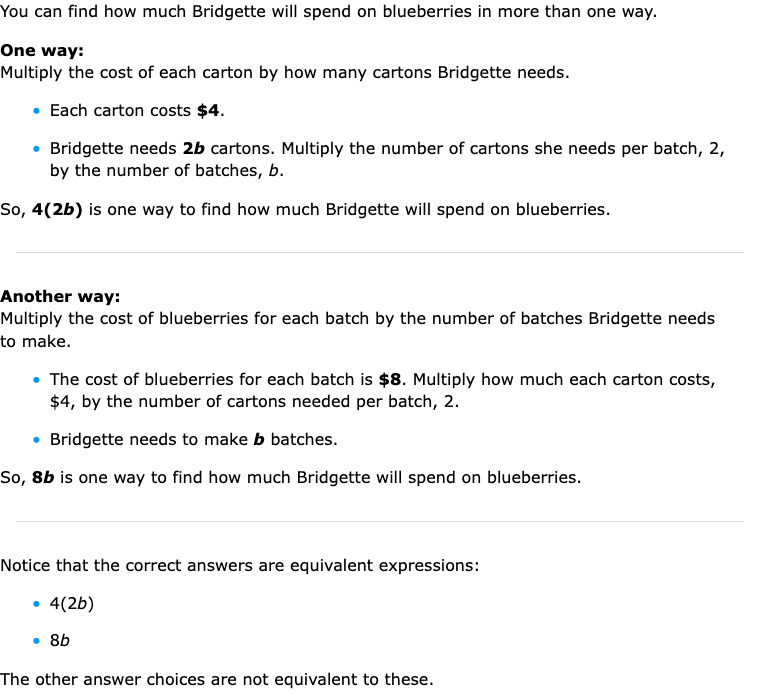 You can find how much Bridgette will spend on blueberries in more than one way.
One way:
Multiply the cost of each carton by how many cartons Bridgette needs.
• Each carton costs $4.
• Bridgette needs 2b cartons. Multiply the number of cartons she needs per batch, 2,
by the number of batches, b.
So, 4(2b) is one way to find how much Bridgette will spend on blueberries.
Another way:
Multiply the cost of blueberries for each batch by the number of batches Bridgette needs
to make.
• The cost of blueberries for each batch is $8. Multiply how much each carton costs,
$4, by the number of cartons needed per batch, 2.
• Bridgette needs to make b batches.
So, 8b is one way to find how much Bridgette will spend on blueberries.
Notice that the correct answers are equivalent expressions:
• 4(2b)
• 8b
The other answer choices are not equivalent to these.